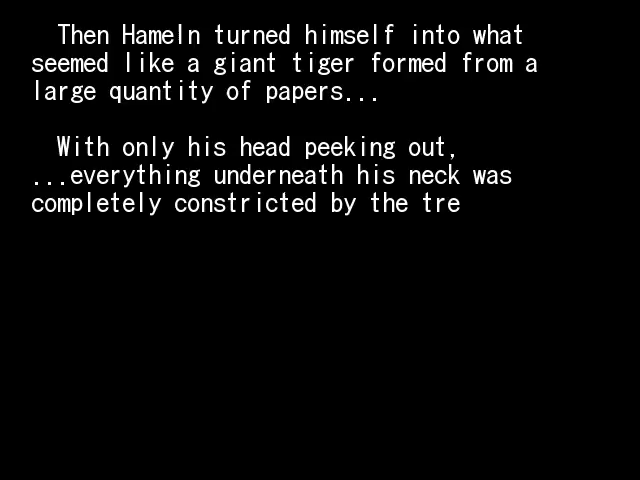 Then Hameln turned himself into what
seemed like a giant tiger formed from a
large quantity of papers...
With only his head peeking out,
...everything underneath his neck was
completely constricted by the tre